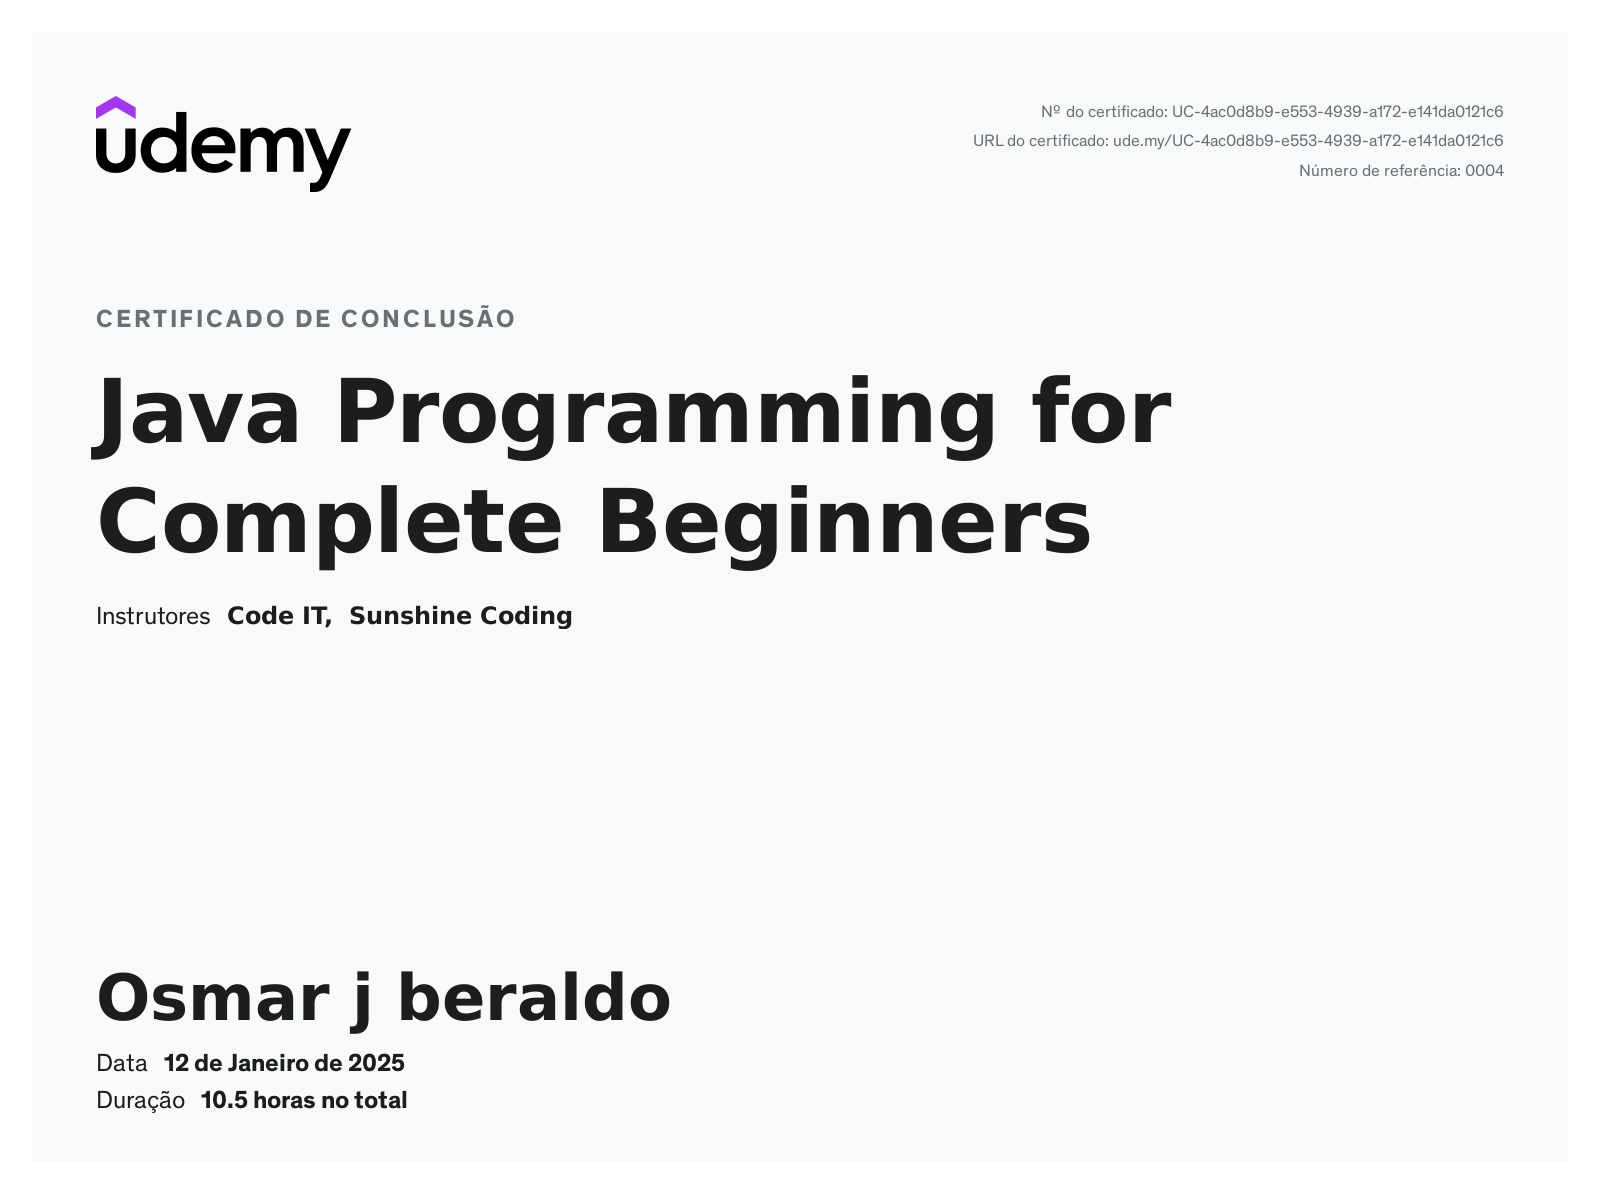 udemy
Nº do certificado: UC-4ac0d8b9-e553-4939-a172-e141da0121c6
URL do certificado: ude.my/UC-4ac0d8b9-e553-4939-a172-e141da0121c6
Número de referência: 0004
CERTIFICADO DE CONCLUSÃO
Java Programming for
Complete Beginners
Instrutores Code IT, Sunshine Coding
Osmar j beraldo
Data 12 de Janeiro de 2025
Duração 10.5 horas no total